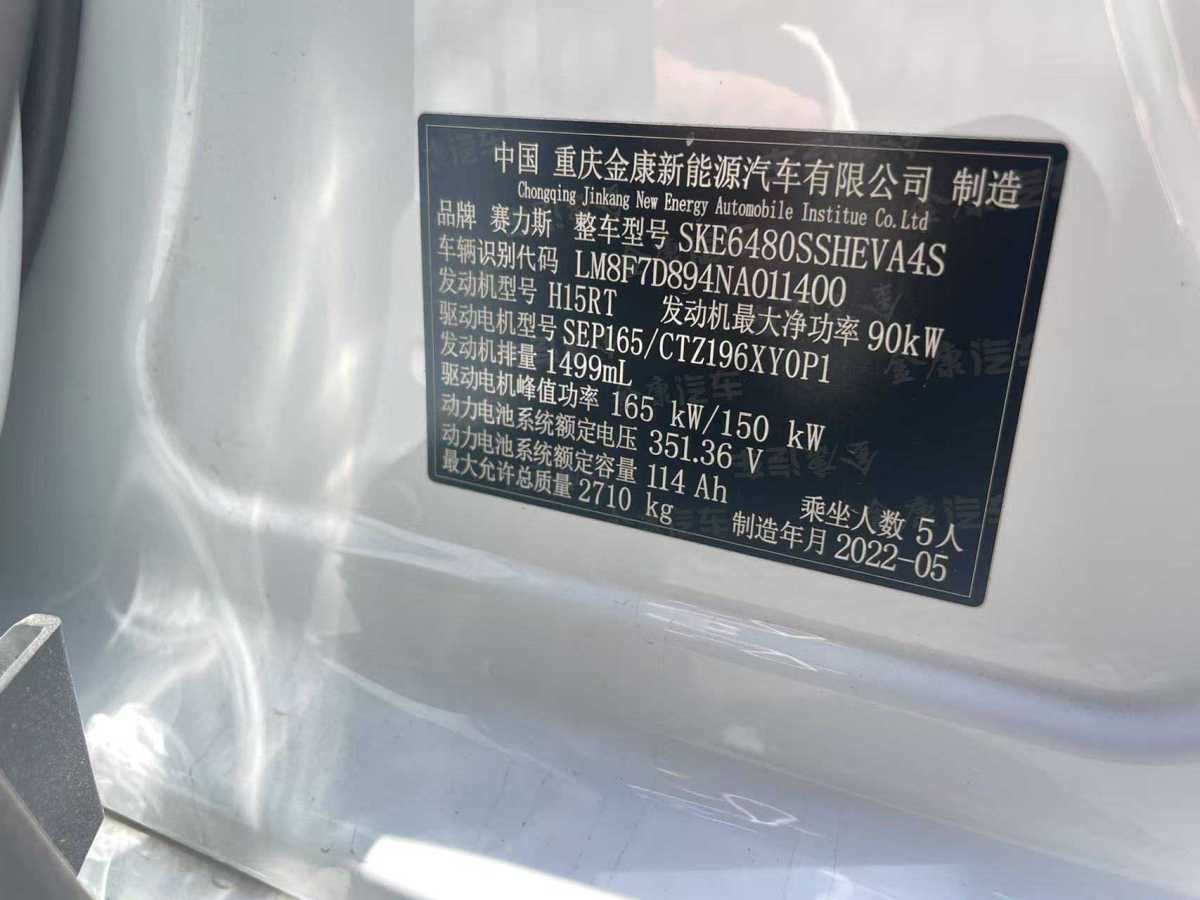 中国 重庆金康新能源汽车有限公司 制造
Chongqing Jinkang New Energy Automobile Institue Co.Ltd
品牌 赛力斯 整车型号 SKE6480SSHEVA4S
车辆识别代码 LM8F7D894NA011400
发动机型号 H15RT 发动机最大净功率 90kW
驱动电机型号 SEP165/CTZ196XY0P1
发动机排量 1499mL
驱动电机峰值功率 165 kW/150 kW
动力电池系统额定电压 351.36 V
动力电池系统额定容量 114 Ah 乘坐人数 5人
最大允许总质量 2710 kg 制造年月 2022-05